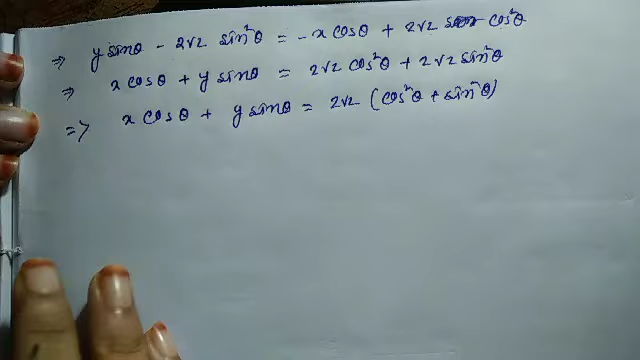 ⇒ y sinθ - 2√2 sin²θ = - x cosθ + 2√2 cos²θ
⇒ x cosθ + y sinθ = 2√2 cos²θ + 2√2 sin²θ
⇒ x cosθ + y sinθ = 2√2 (cos²θ + sin²θ)